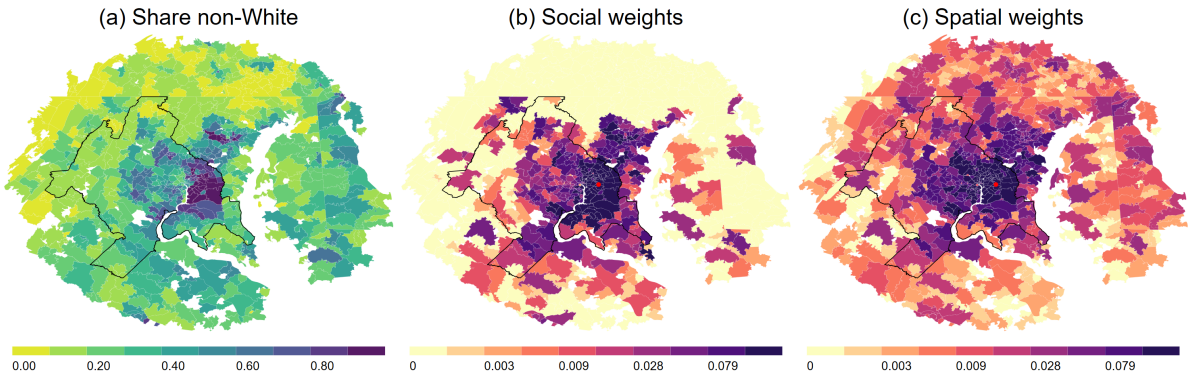 (a) Share non-White
(b) Social weights
(c) Spatial weights
0.00 0.20 0.40 0.60 0.80
0 0.003 0.009 0.028 0.079
0 0.003 0.009 0.028 0.079